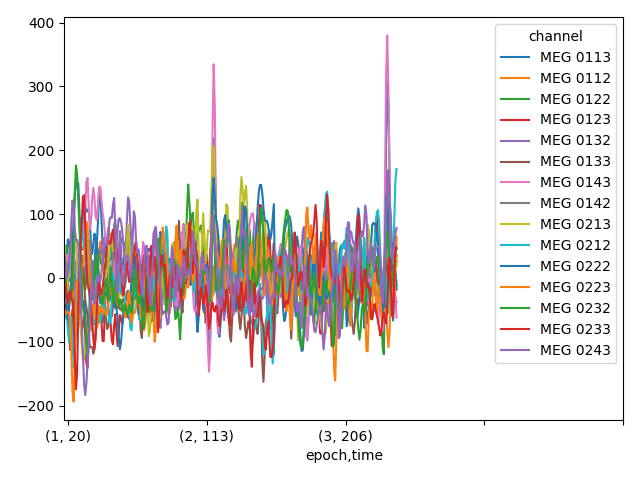 400
300
200
100
0
−100
−200
(1, 20)
(2, 113)
(3, 206)
epoch,time
channel
MEG 0113
MEG 0112
MEG 0122
MEG 0123
MEG 0132
MEG 0133
MEG 0143
MEG 0142
MEG 0213
MEG 0212
MEG 0222
MEG 0223
MEG 0232
MEG 0233
MEG 0243